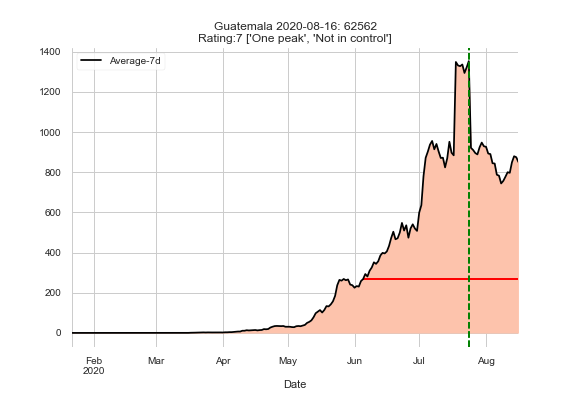 Guatemala 2020-08-16: 62562
Rating:7 ['One peak', 'Not in control']
Average-7d
1400
1200
1000
800
600
400
200
0
Feb
2020
Mar
Apr
May
Jun
Jul
Aug
Date